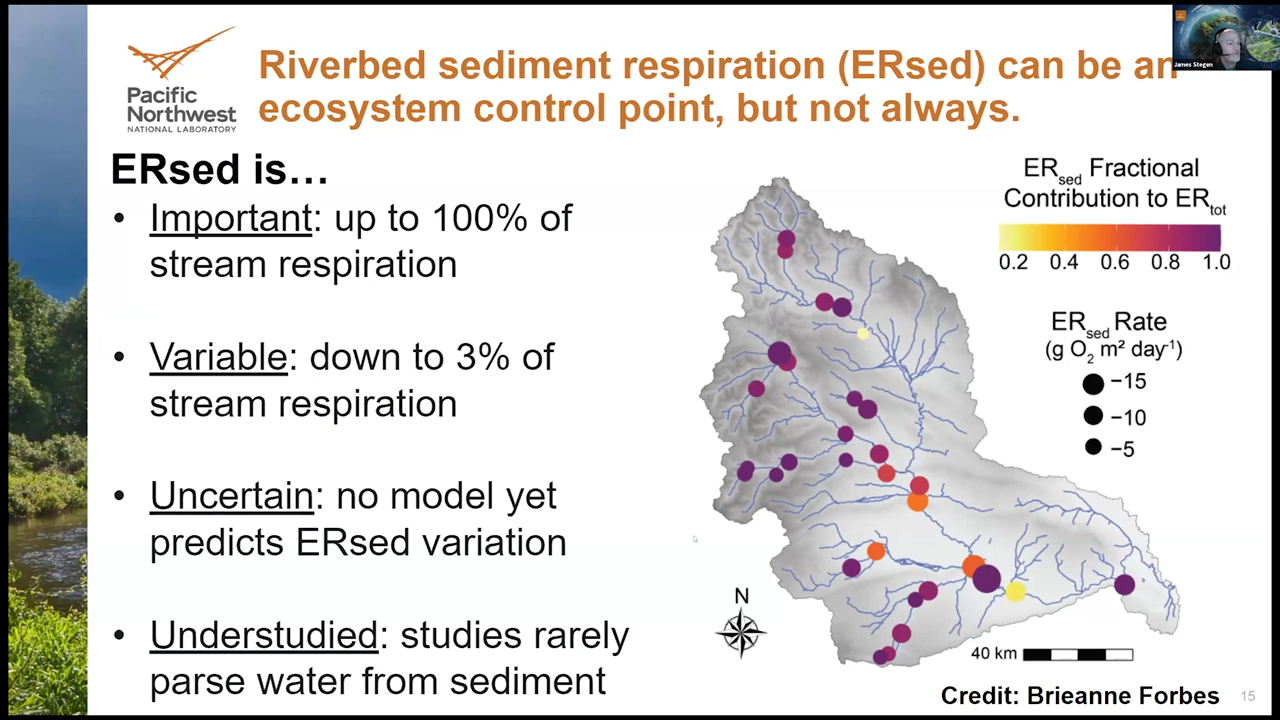 Pacific
Northwest
NATIONAL LABORATORY
Riverbed sediment respiration (ERsed) can be an
ecosystem control point, but not always.
James Stegen
ERsed is…
• Important: up to 100% of
stream respiration
• Variable: down to 3% of
stream respiration
• Uncertain: no model yet
predicts ERsed variation
• Understudied: studies rarely
parse water from sediment
ERsed Fractional
Contribution to ERtot
0.2 0.4 0.6 0.8 1.0
ERsed Rate
(g O2 m² day⁻¹)
−15
−10
−5
N
40 km
Credit: Brieanne Forbes
15